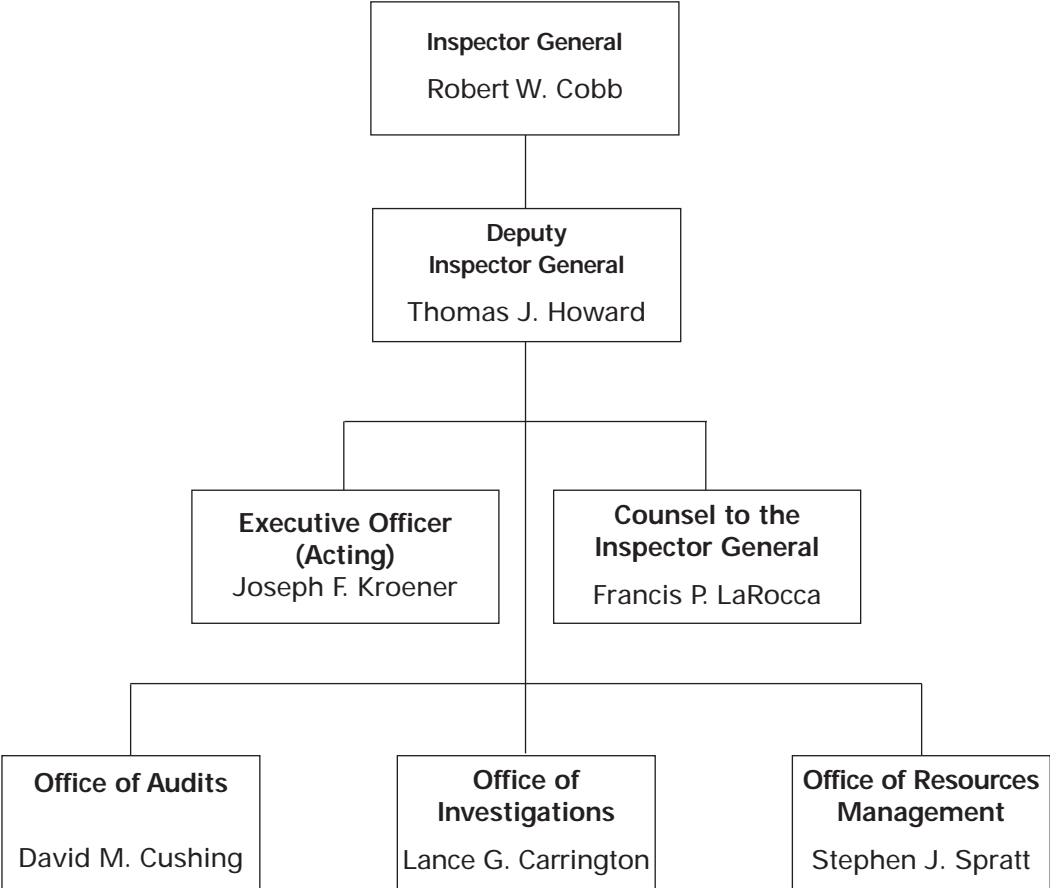 Inspector General
Robert W. Cobb
Deputy
Inspector General
Thomas J. Howard
Executive Officer
(Acting)
Joseph F. Kroener
Counsel to the
Inspector General
Francis P. LaRocca
Office of Audits
David M. Cushing
Office of
Investigations
Lance G. Carrington
Office of Resources
Management
Stephen J. Spratt